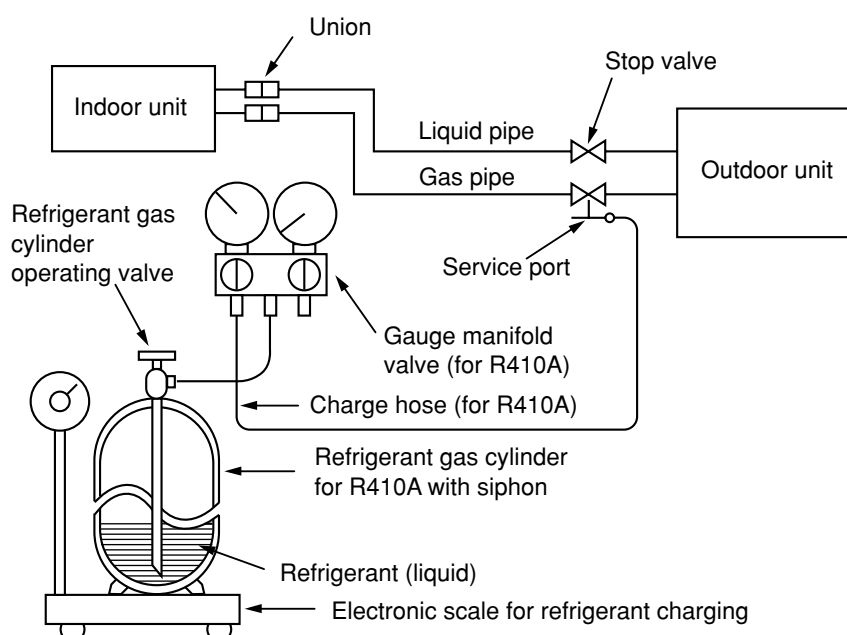 Union
Stop valve
Indoor unit
Liquid pipe
Gas pipe
Outdoor unit
Refrigerant gas
cylinder
operating valve
Service port
Gauge manifold
valve (for R410A)
Charge hose (for R410A)
Refrigerant gas cylinder
for R410A with siphon
Refrigerant (liquid)
Electronic scale for refrigerant charging